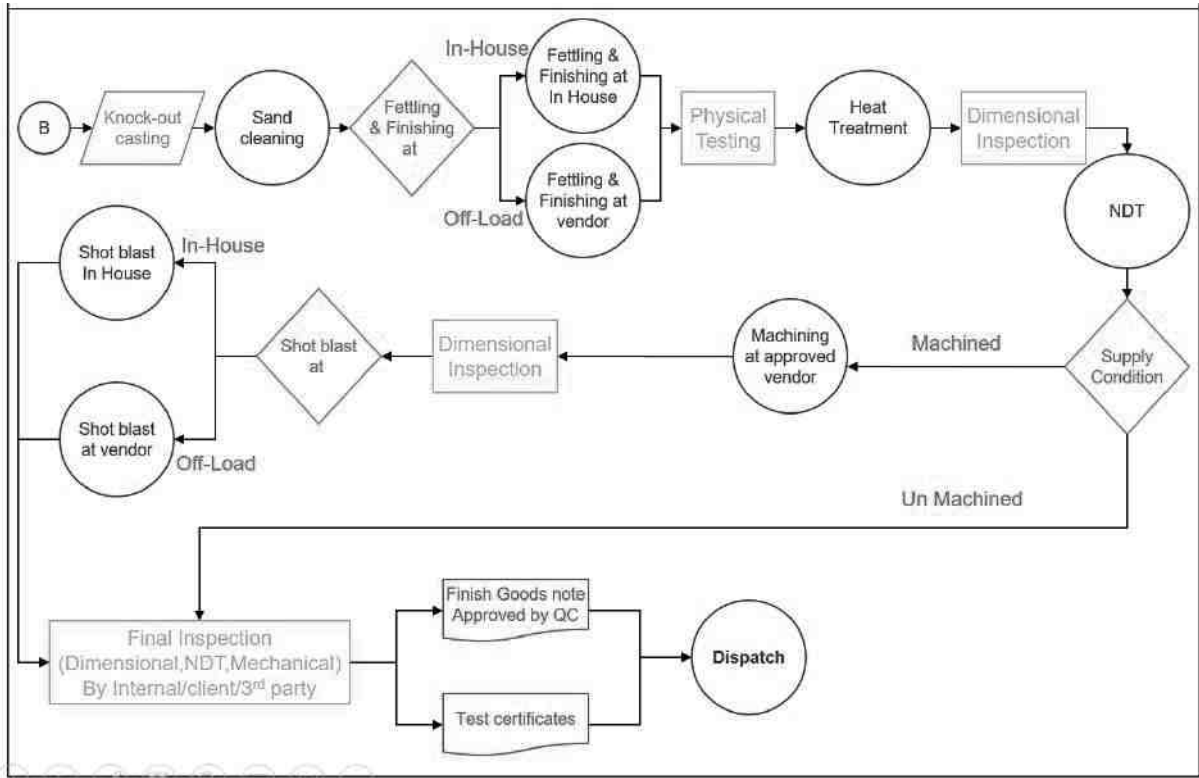 In-House
Fettling &
Finishing at
In House
B
Knock-out
casting
Sand
cleaning
Fettling
& Finishing
at
Physical
Testing
Heat
Treatment
Dimensional
Inspection
Off-Load
Fettling &
Finishing at
vendor
NDT
Shot blast
In House
In-House
Shot blast
at
Dimensional
Inspection
Machining
at approved
vendor
Machined
Supply
Condition
Shot blast
at vendor
Off-Load
Un Machined
Final Inspection
(Dimensional,NDT,Mechanical)
By Internal/client/3rd party
Finish Goods note
Approved by QC
Test certificates
Dispatch